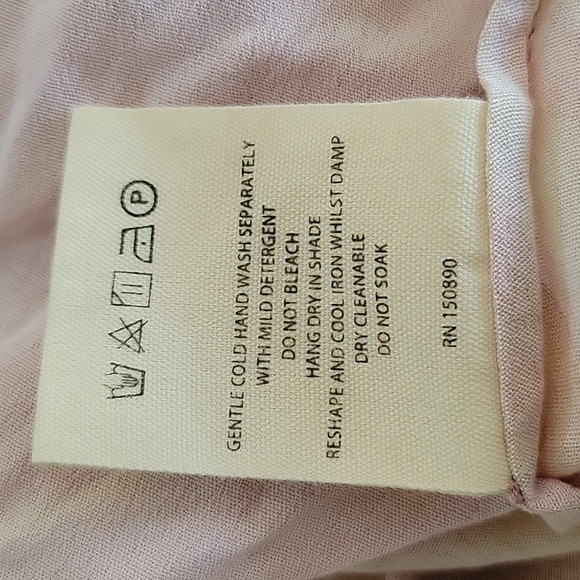 P
GENTLE COLD HAND WASH SEPARATELY
WITH MILD DETERGENT
DO NOT BLEACH
HANG DRY IN SHADE
RESHAPE AND COOL IRON WHILST DAMP
DRY CLEANABLE
DO NOT SOAK
RN 150890